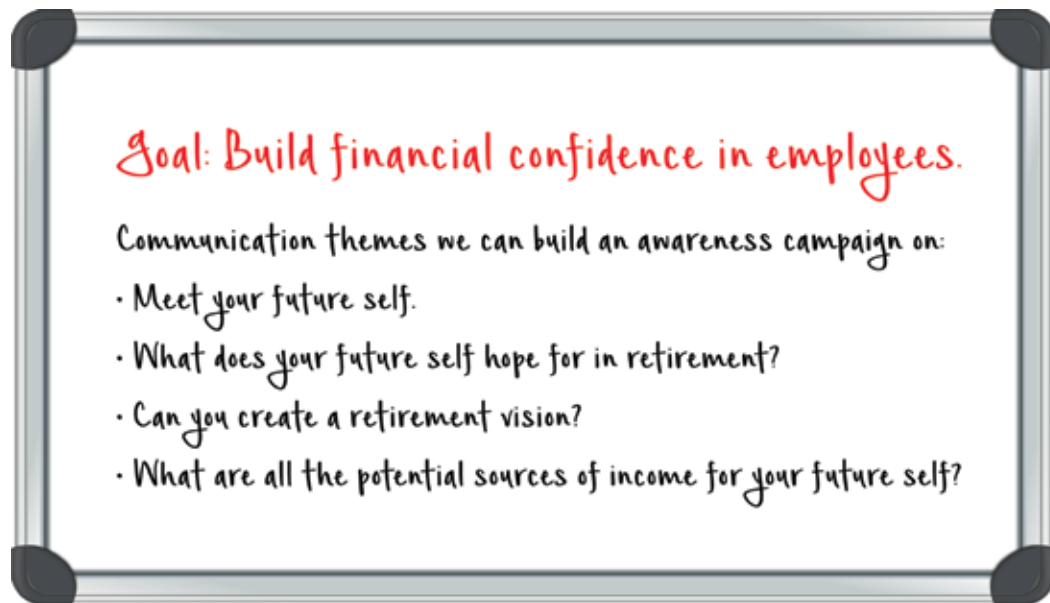 Goal: Build financial confidence in employees.
Communication themes we can build an awareness campaign on:
• Meet your future self.
• What does your future self hope for in retirement?
• Can you create a retirement vision?
• What are all the potential sources of income for your future self?